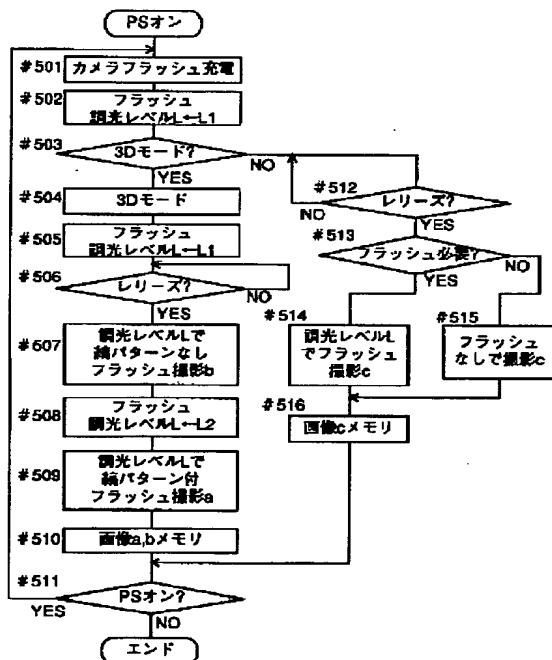 PSオン
#501
カメラフラッシュ充電
#502
フラッシュ
調光レベルL←L1
#503
3Dモード?
NO
YES
#504
3Dモード
#505
フラッシュ
調光レベルL←L1
#506
レリーズ?
NO
YES
#507
調光レベルLで
縞パターンなし
フラッシュ撮影b
#508
フラッシュ
調光レベルL←L2
#509
調光レベルLで
縞パターン付
フラッシュ撮影a
#510
画像a,bメモリ
#511
PSオン?
YES
NO
エンド
#512
レリーズ?
NO
YES
#513
フラッシュ必要?
NO
YES
#514
調光レベルL
でフラッシュ
撮影c
#515
フラッシュ
なしで撮影c
#516
画像cメモリ